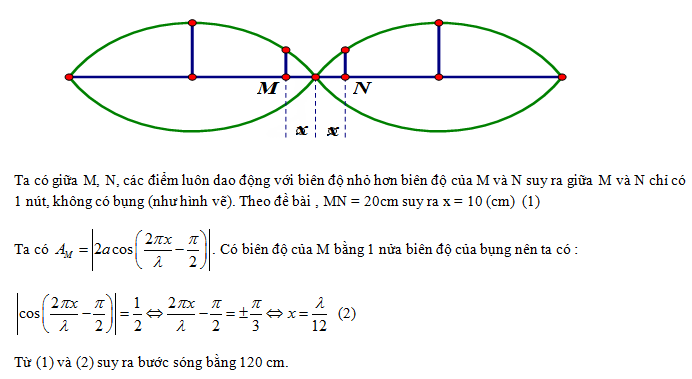 M N
x x
Ta có giữa M, N, các điểm luôn dao động với biên độ nhỏ hơn biên độ của M và N suy ra giữa M và N chỉ có
1 nút, không có bụng (như hình vẽ). Theo đề bài , MN = 20cm suy ra x = 10 (cm) (1)
Ta có A_M = |2a cos(2πx/λ − π/2)|. Có biên độ của M bằng 1 nửa biên độ của bụng nên ta có :
|cos(2πx/λ − π/2)| = 1/2 ⇔ 2πx/λ − π/2 = ±π/3 ⇔ x = λ/12 (2)
Từ (1) và (2) suy ra bước sóng bằng 120 cm.